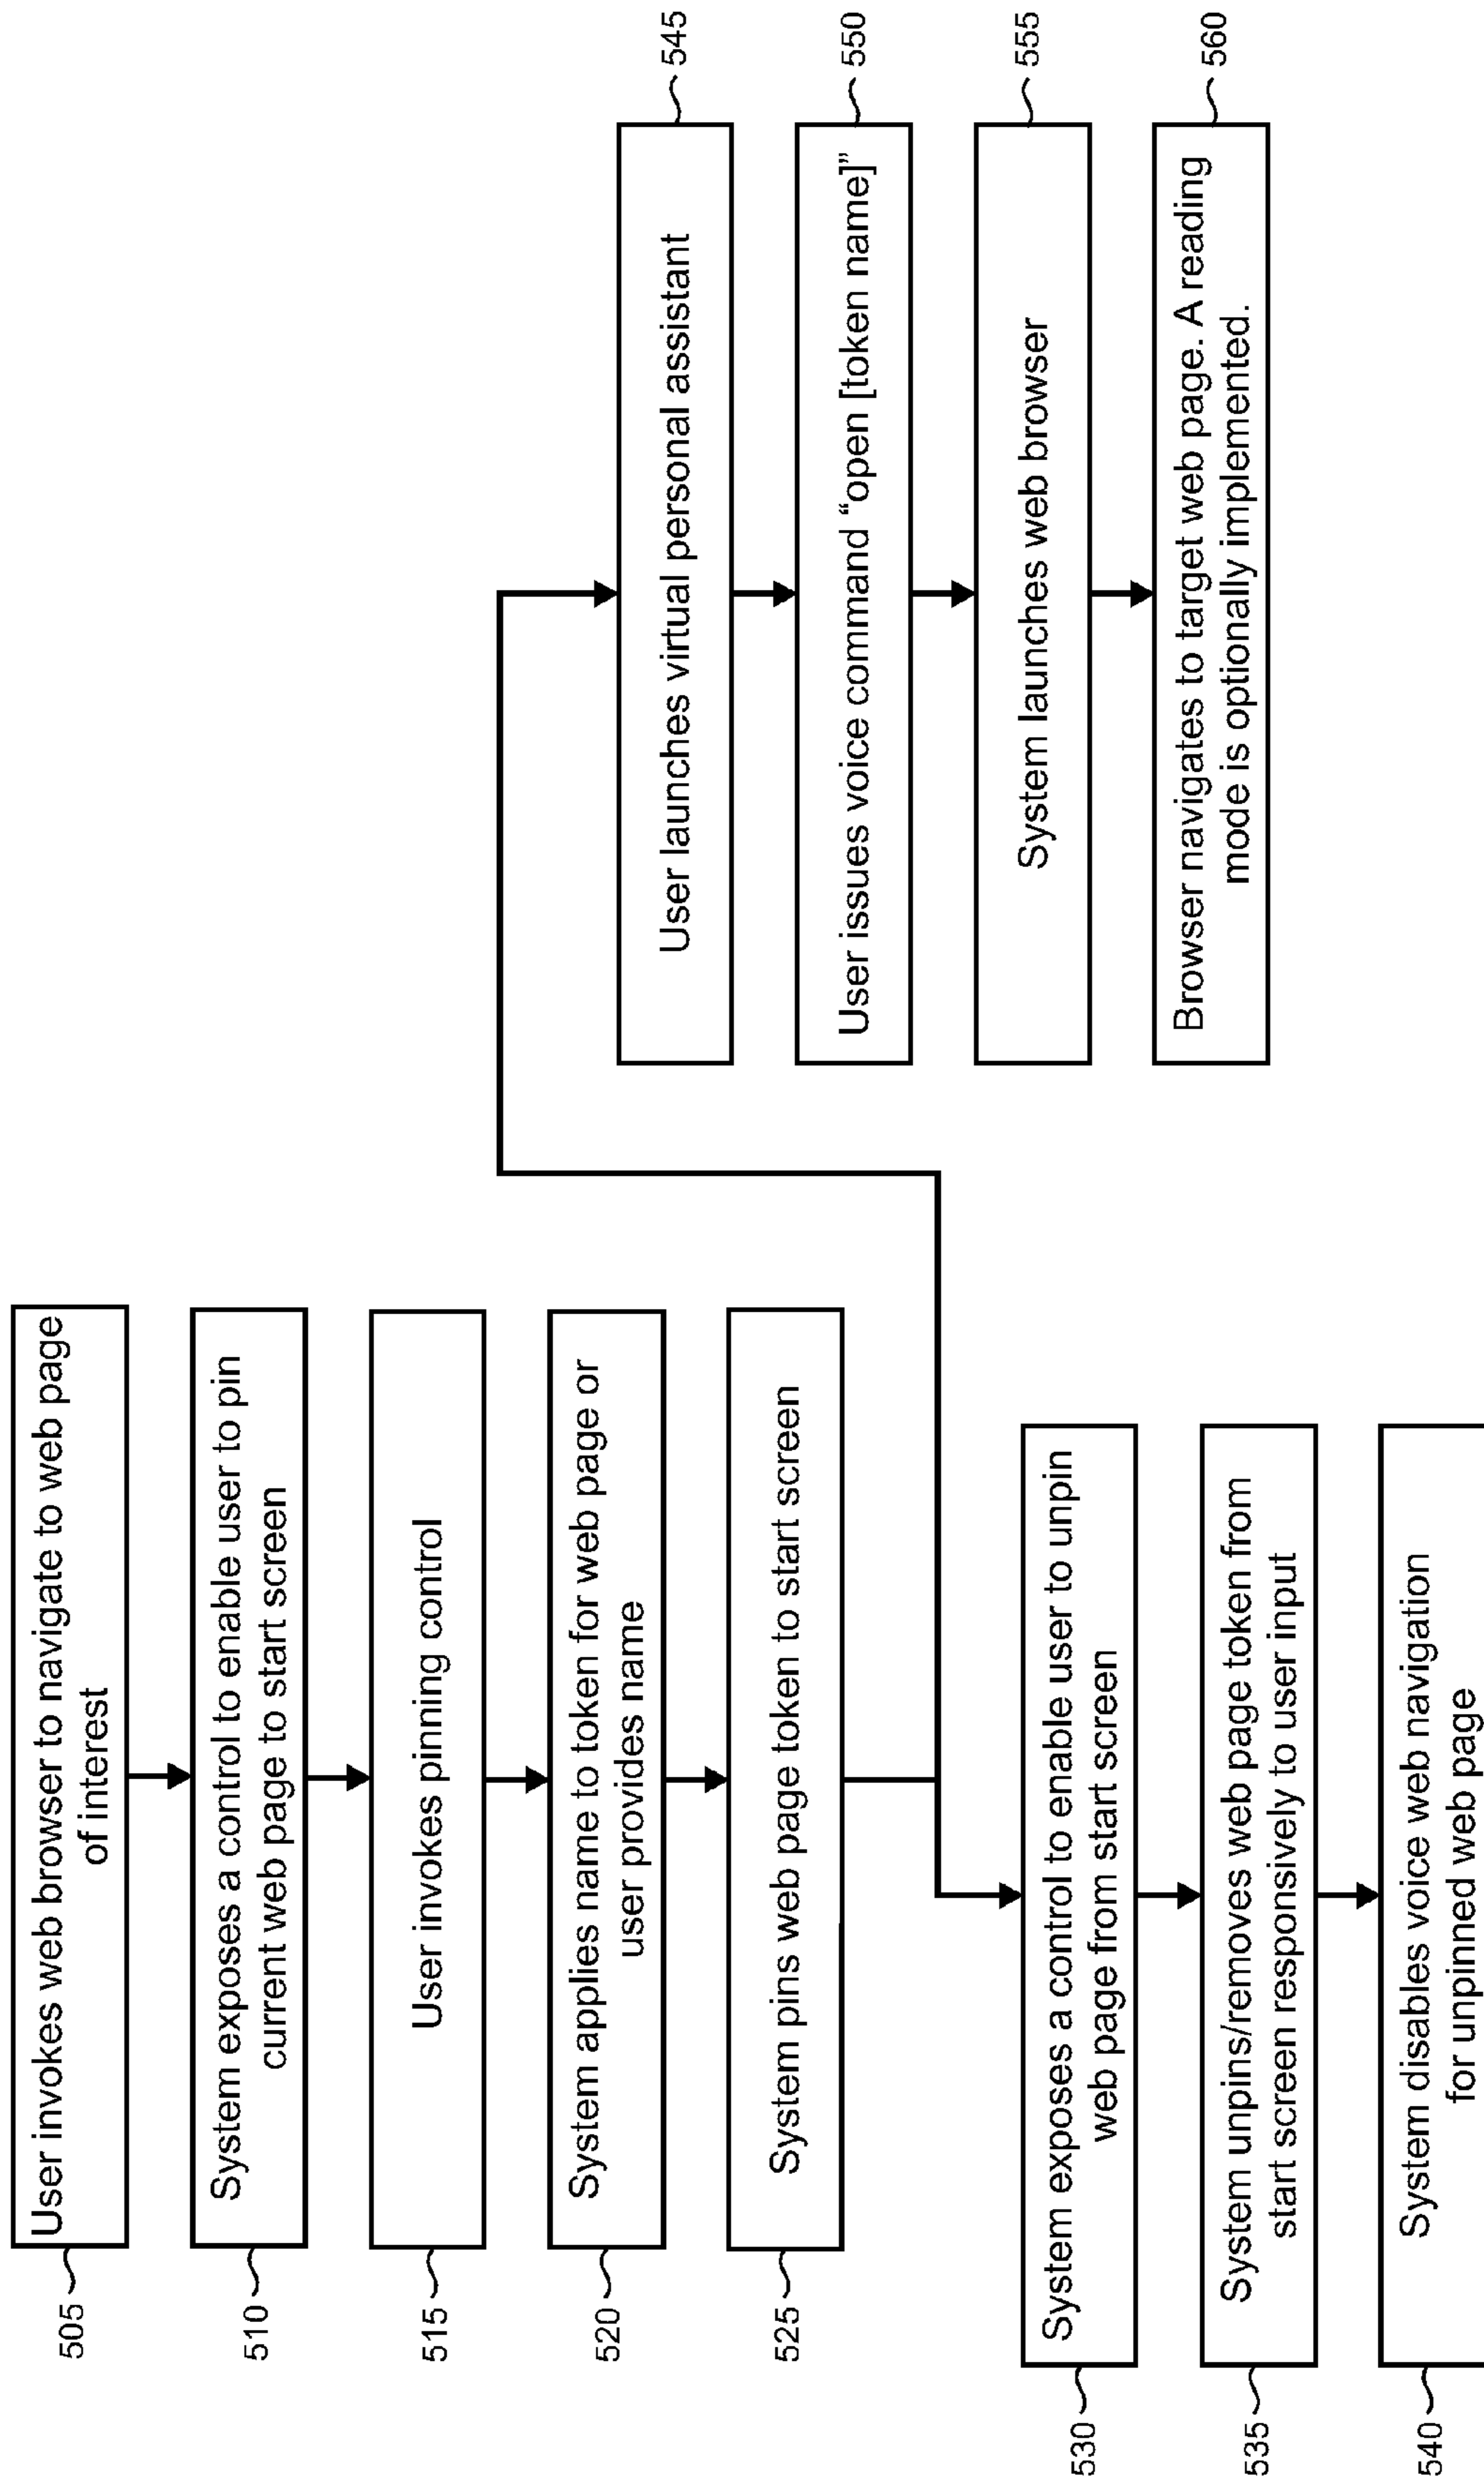 505
User invokes web browser to navigate to web page
of interest
510
System exposes a control to enable user to pin
current web page to start screen
515
User invokes pinning control
520
System applies name to token for web page or
user provides name
525
System pins web page token to start screen
530
System exposes a control to enable user to unpin
web page from start screen
535
System unpins/removes web page token from
start screen responsively to user input
540
System disables voice web navigation
for unpinned web page
User launches virtual personal assistant
545
User issues voice command “open [token name]”
550
System launches web browser
555
Browser navigates to target web page. A reading
mode is optionally implemented.
560